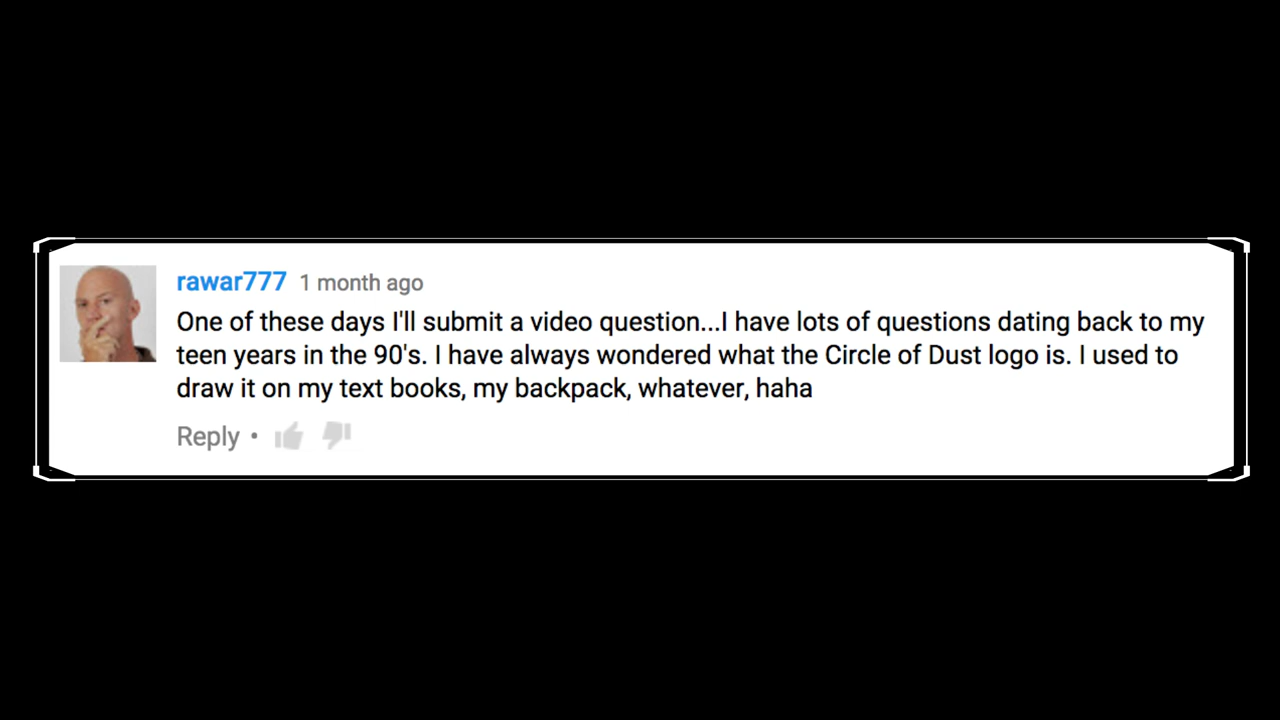 rawar777 1 month ago
One of these days I'll submit a video question...I have lots of questions dating back to my
teen years in the 90's. I have always wondered what the Circle of Dust logo is. I used to
draw it on my text books, my backpack, whatever, haha
Reply •